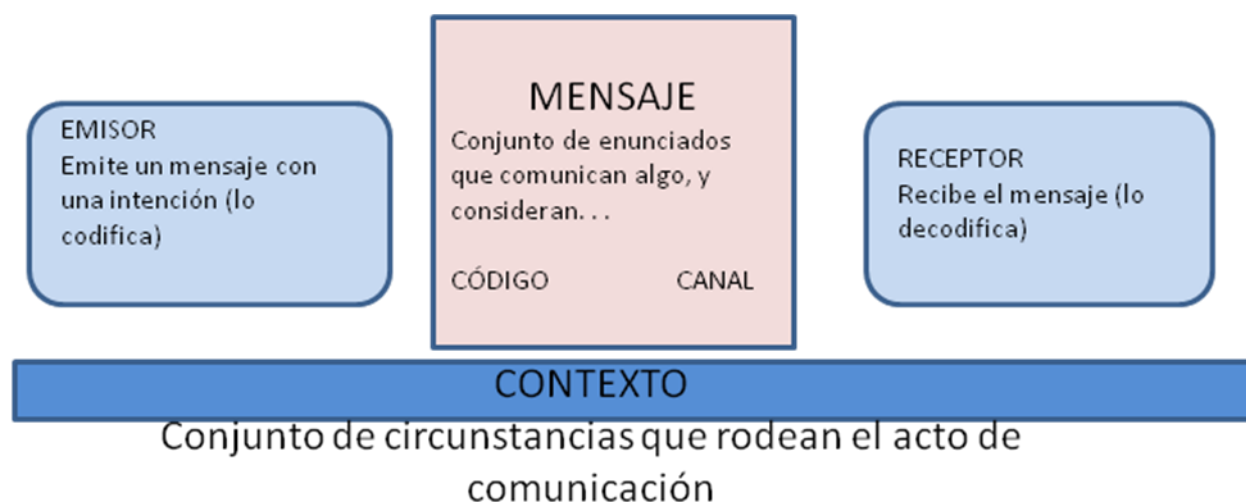 EMISOR
Emite un mensaje con
una intención (lo
codifica)
MENSAJE
Conjunto de enunciados
que comunican algo, y
consideran. . .
CÓDIGO CANAL
RECEPTOR
Recibe el mensaje (lo
decodifica)
CONTEXTO
Conjunto de circunstancias que rodean el acto de
comunicación